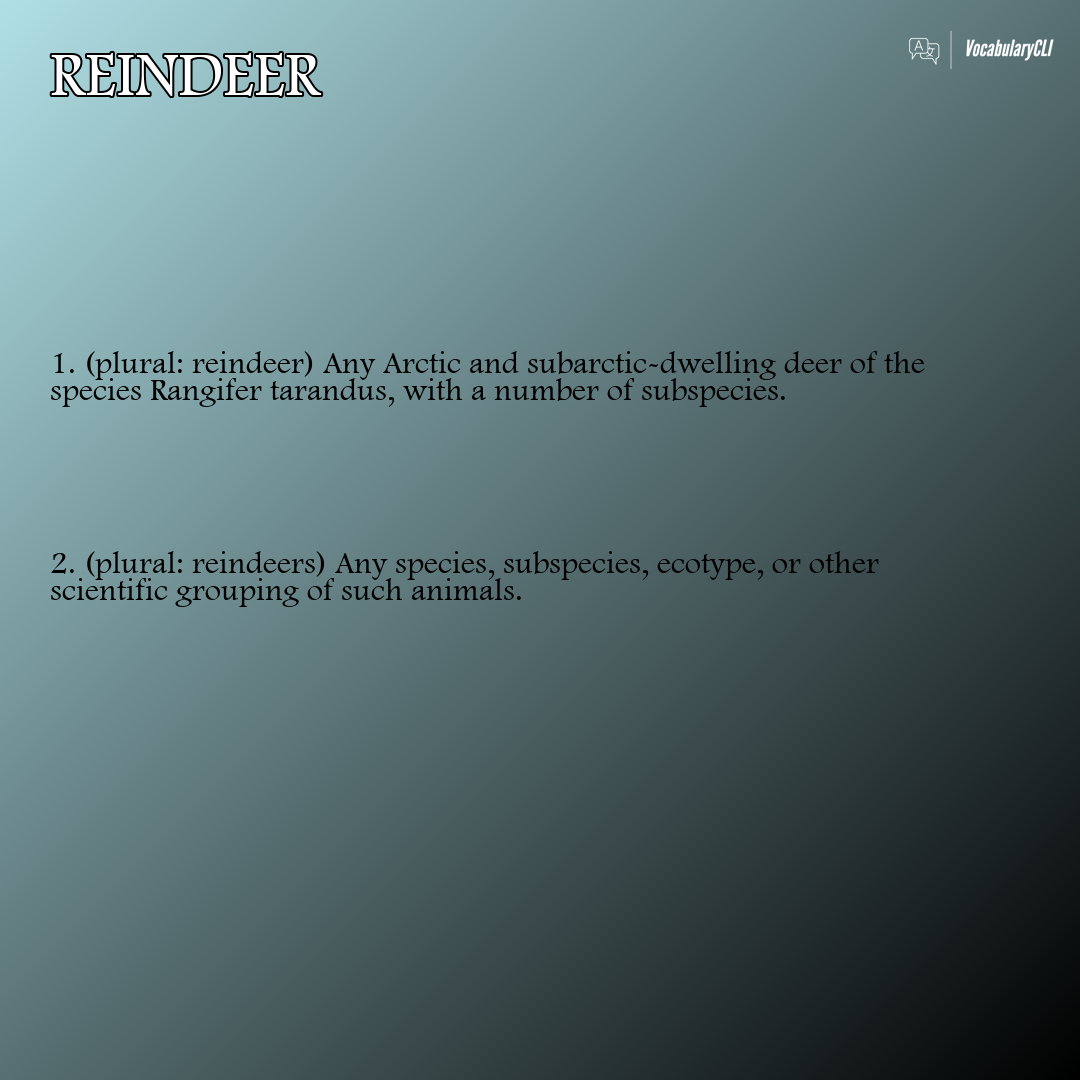 REINDEER
VocabularyCLI
1. (plural: reindeer) Any Arctic and subarctic-dwelling deer of the
species Rangifer tarandus, with a number of subspecies.
2. (plural: reindeers) Any species, subspecies, ecotype, or other
scientific grouping of such animals.